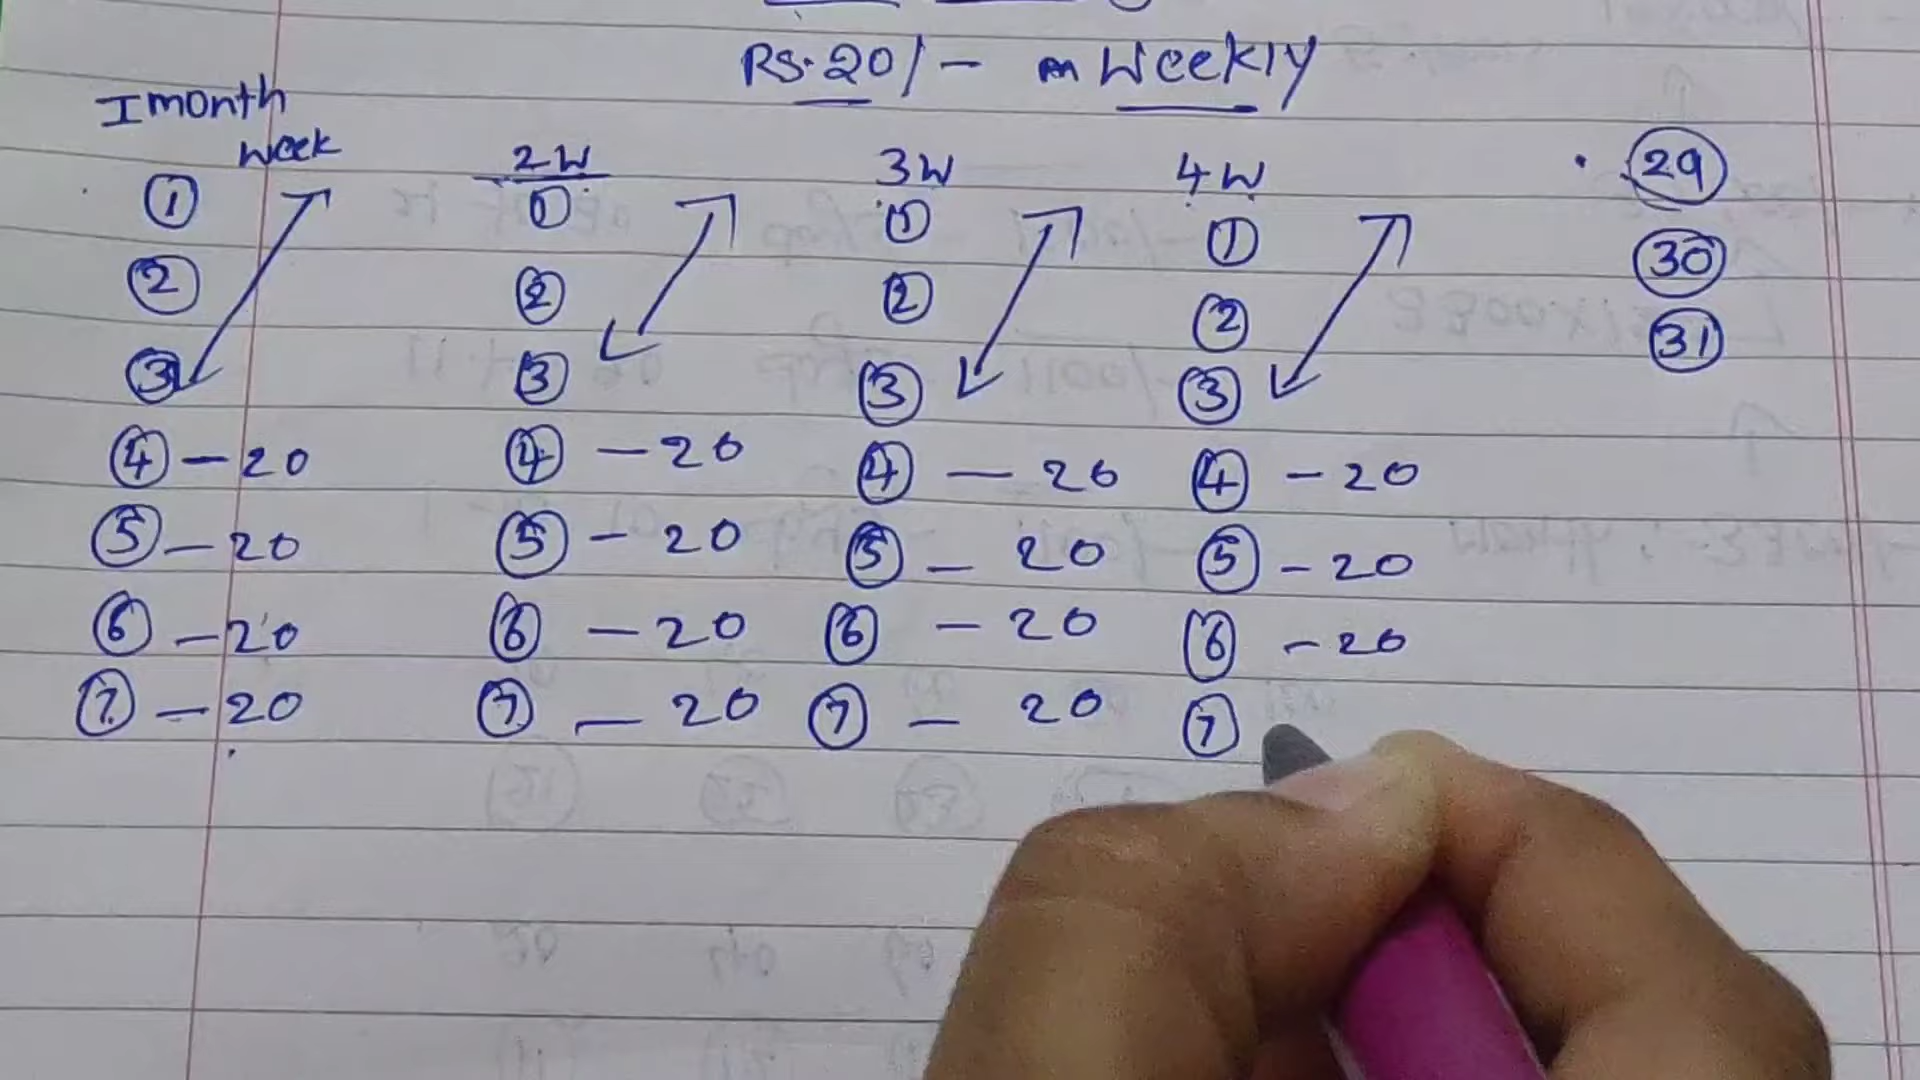 Rs.20/- Weekly
I month
week 2W 3W 4W 29
1 1 1 1 30
2 2 2 2 31
3 3 3 3
4 - 20 4 - 20 4 - 20 4 - 20
5 - 20 5 - 20 5 - 20 5 - 20
6 - 20 6 - 20 6 - 20 6 - 20
7 - 20 7 - 20 7 - 20 7